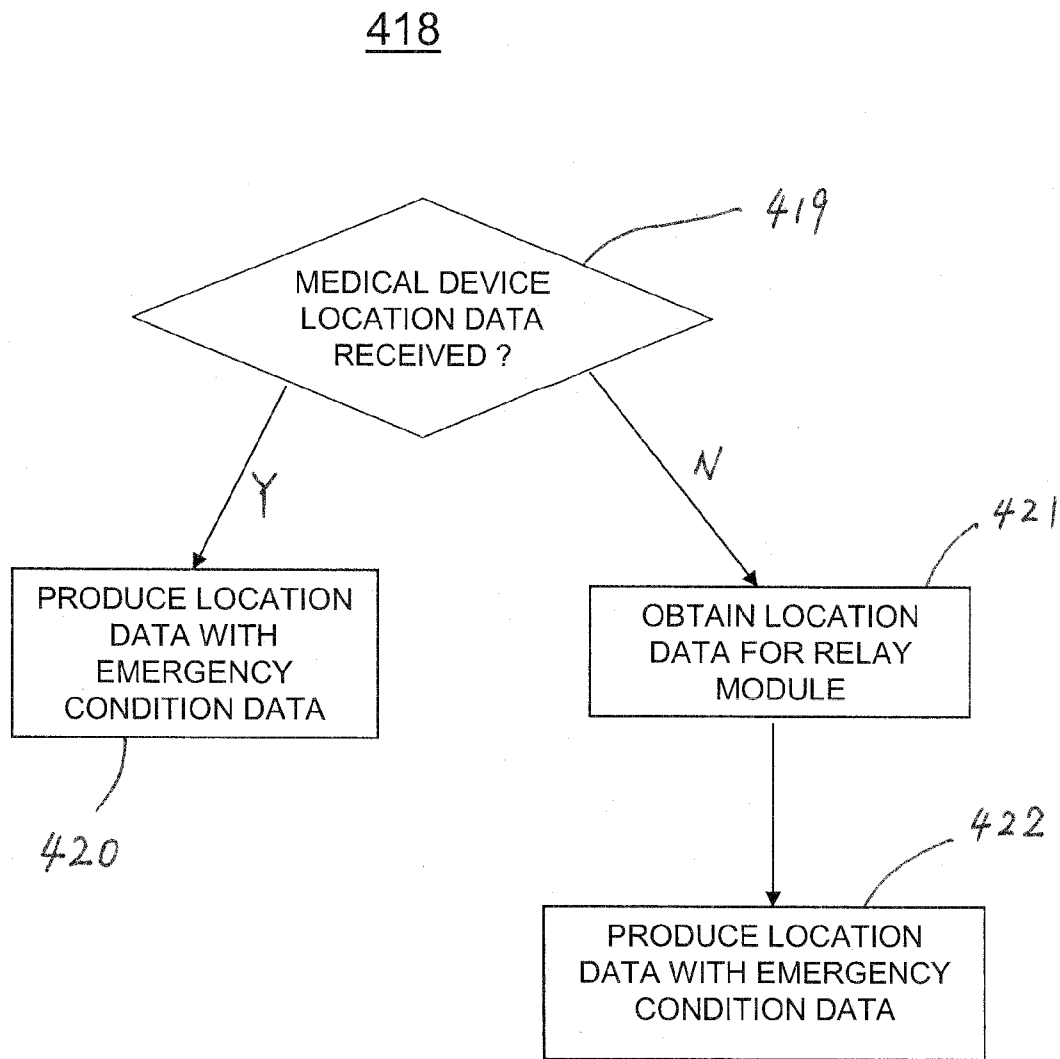 418
419
MEDICAL DEVICE
LOCATION DATA
RECEIVED ?
Y
N
421
PRODUCE LOCATION
DATA WITH
EMERGENCY
CONDITION DATA
OBTAIN LOCATION
DATA FOR RELAY
MODULE
420
422
PRODUCE LOCATION
DATA WITH EMERGENCY
CONDITION DATA